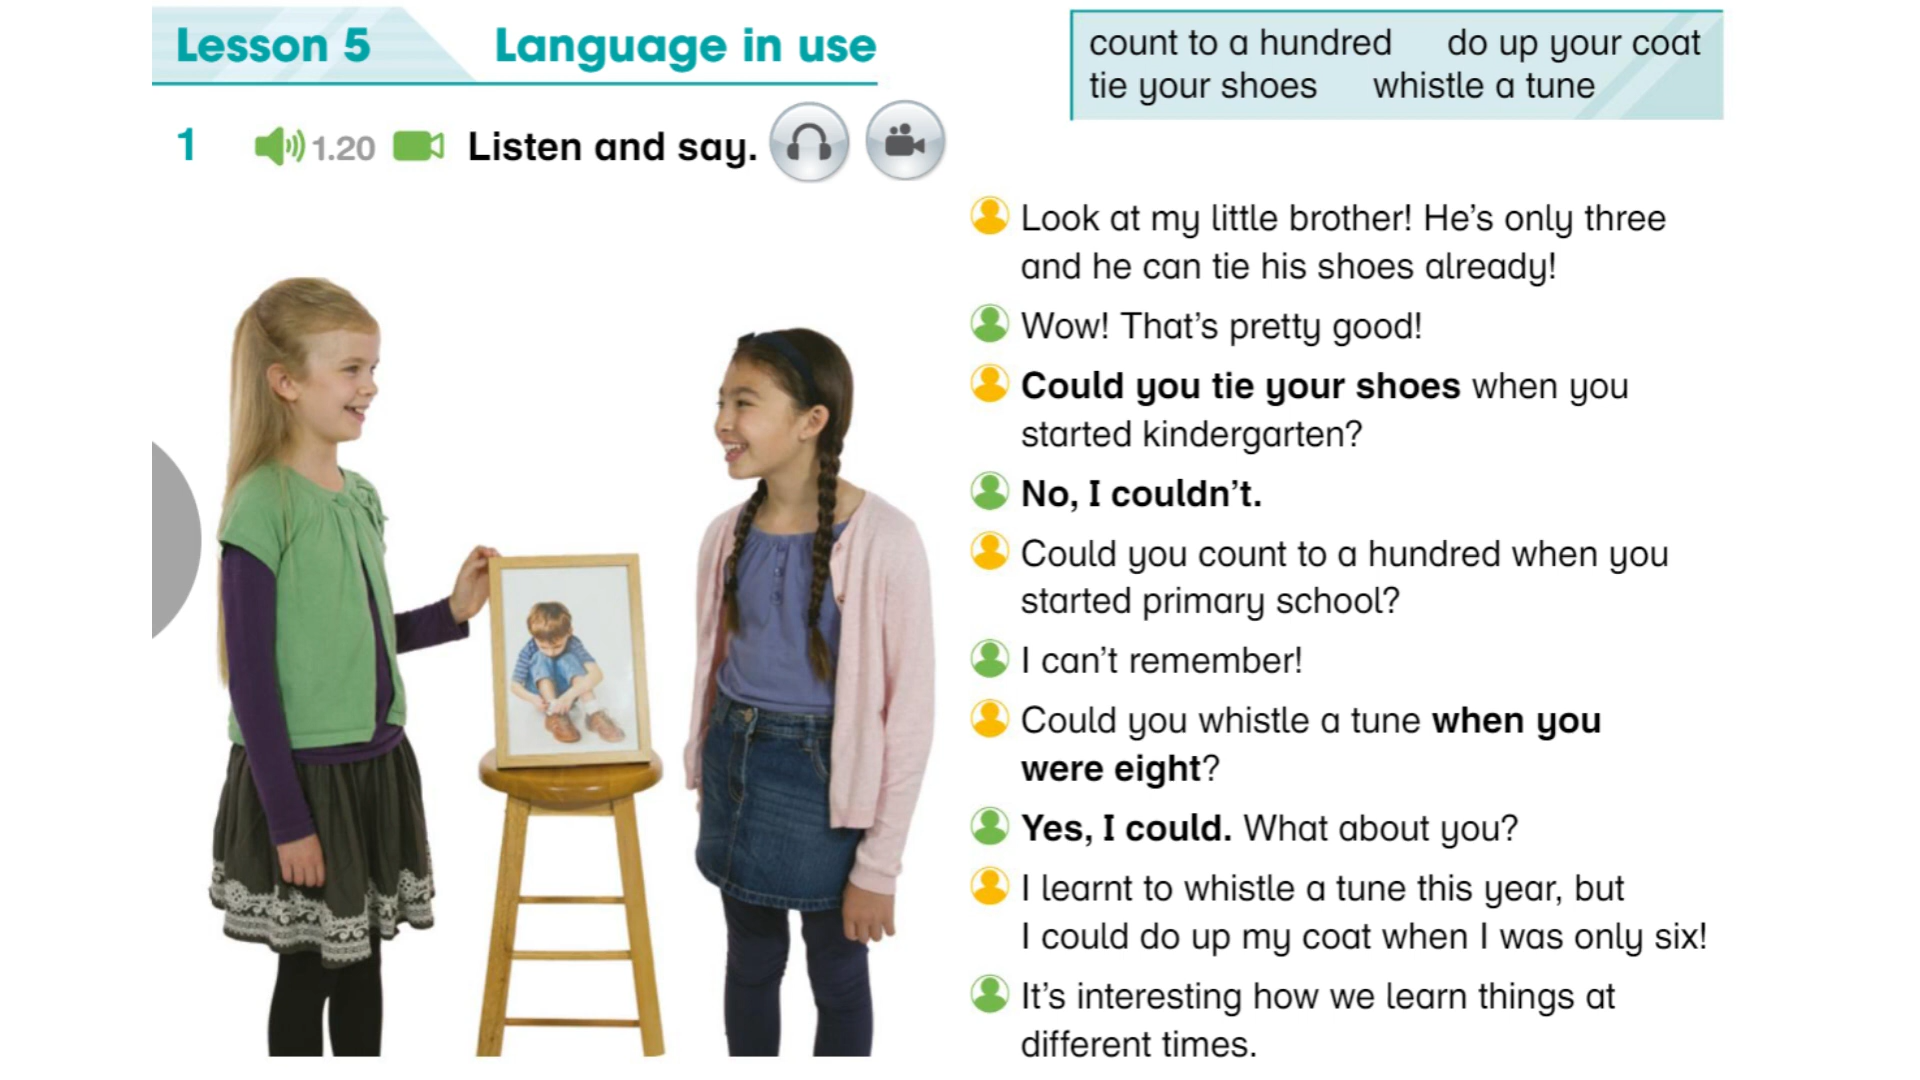 Lesson 5
Language in use
count to a hundred do up your coat
tie your shoes whistle a tune
1 1.20 Listen and say.
Look at my little brother! He's only three
and he can tie his shoes already!
Wow! That's pretty good!
Could you tie your shoes when you
started kindergarten?
No, I couldn't.
Could you count to a hundred when you
started primary school?
I can't remember!
Could you whistle a tune when you
were eight?
Yes, I could. What about you?
I learnt to whistle a tune this year, but
I could do up my coat when I was only six!
It's interesting how we learn things at
different times.